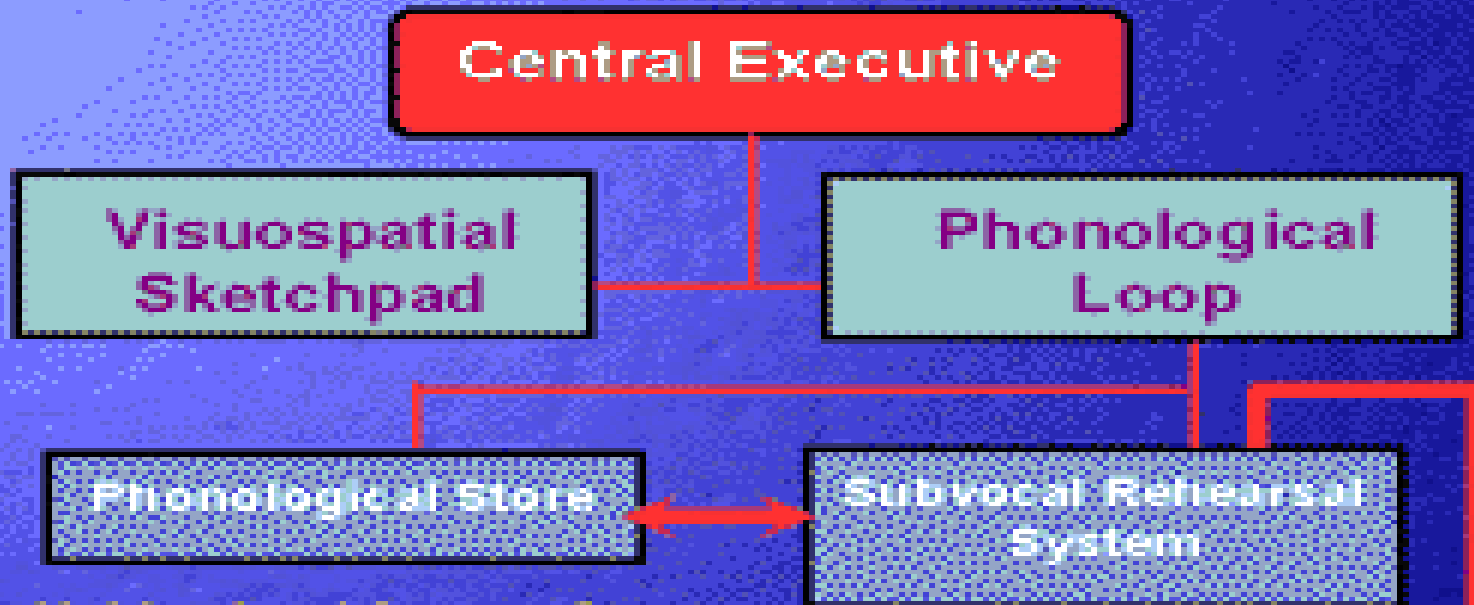 Central Executive
Visuospatial
Sketchpad
Phonological
Loop
Phonological Store
Subvocal Rehearsal
System